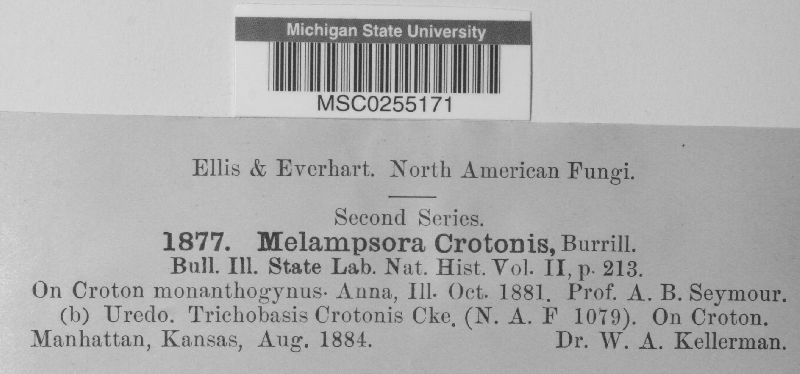 Michigan State University
MSC0255171
Ellis & Everhart. North American Fungi.
Second Series.
1877. Melampsora Crotonis, Burrill.
Bull. Ill. State Lab. Nat. Hist. Vol. II, p. 213.
On Croton monanthogynus. Anna, Ill. Oct. 1881. Prof. A. B. Seymour.
(b) Uredo. Trichobasis Crotonis Cke. (N. A. F 1079). On Croton.
Manhattan, Kansas, Aug. 1884. Dr. W. A. Kellerman.